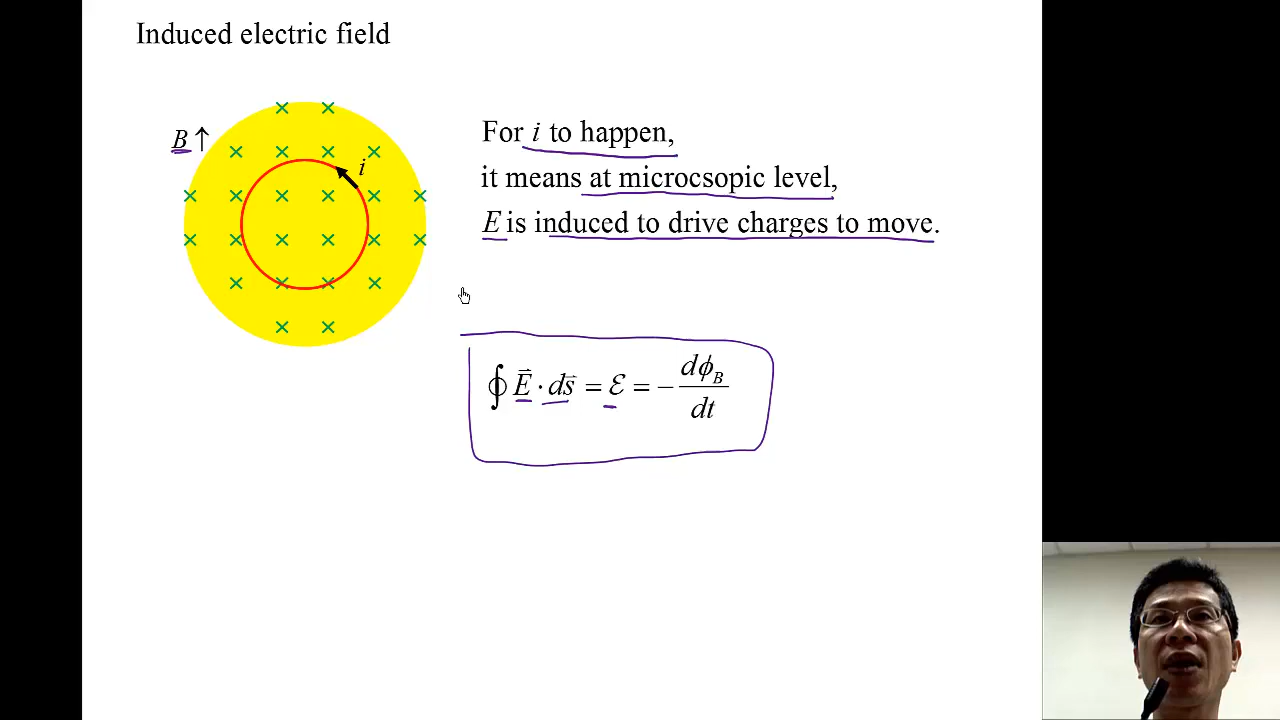 Induced electric field
B ↑
i
For i to happen,
it means at microcsopic level,
E is induced to drive charges to move.
∮ E⃗ · ds⃗ = ℰ = − dϕ_B / dt